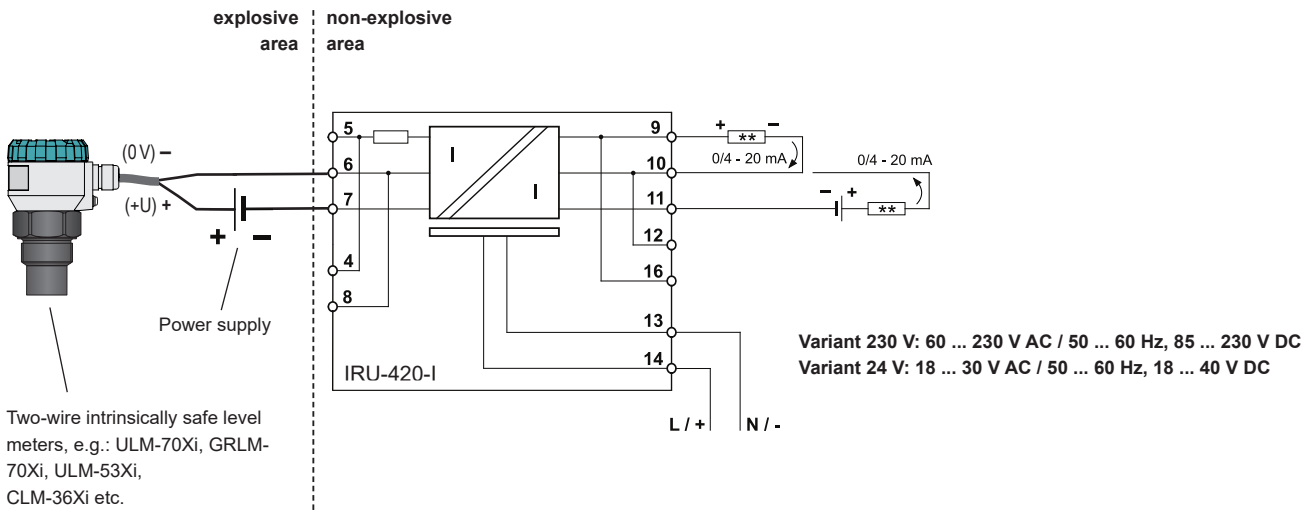 explosive area
non-explosive area
(0 V) −
(+U) +
+ −
Power supply
Two-wire intrinsically safe level
meters, e.g.: ULM-70Xi, GRLM-
70Xi, ULM-53Xi,
CLM-36Xi etc.
5
6
7
4
8
I
I
IRU-420-I
9
10
11
12
16
13
14
+ ** −
0/4 - 20 mA
0/4 - 20 mA
− + **
L / +
N / -
Variant 230 V: 60 ... 230 V AC / 50 ... 60 Hz, 85 ... 230 V DC
Variant 24 V: 18 ... 30 V AC / 50 ... 60 Hz, 18 ... 40 V DC